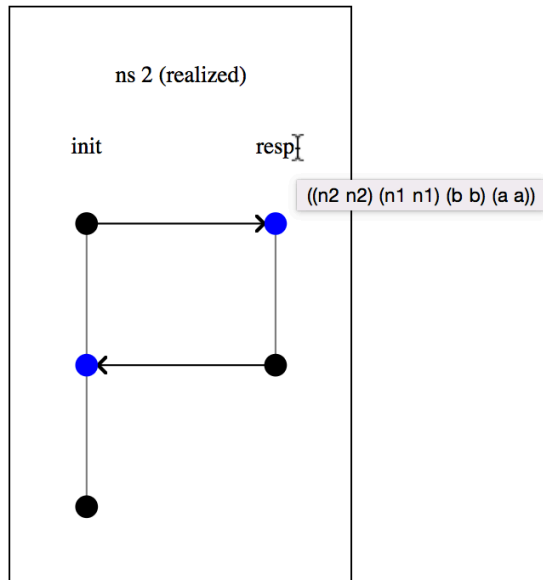 ns 2 (realized)
init resp
((n2 n2) (n1 n1) (b b) (a a))